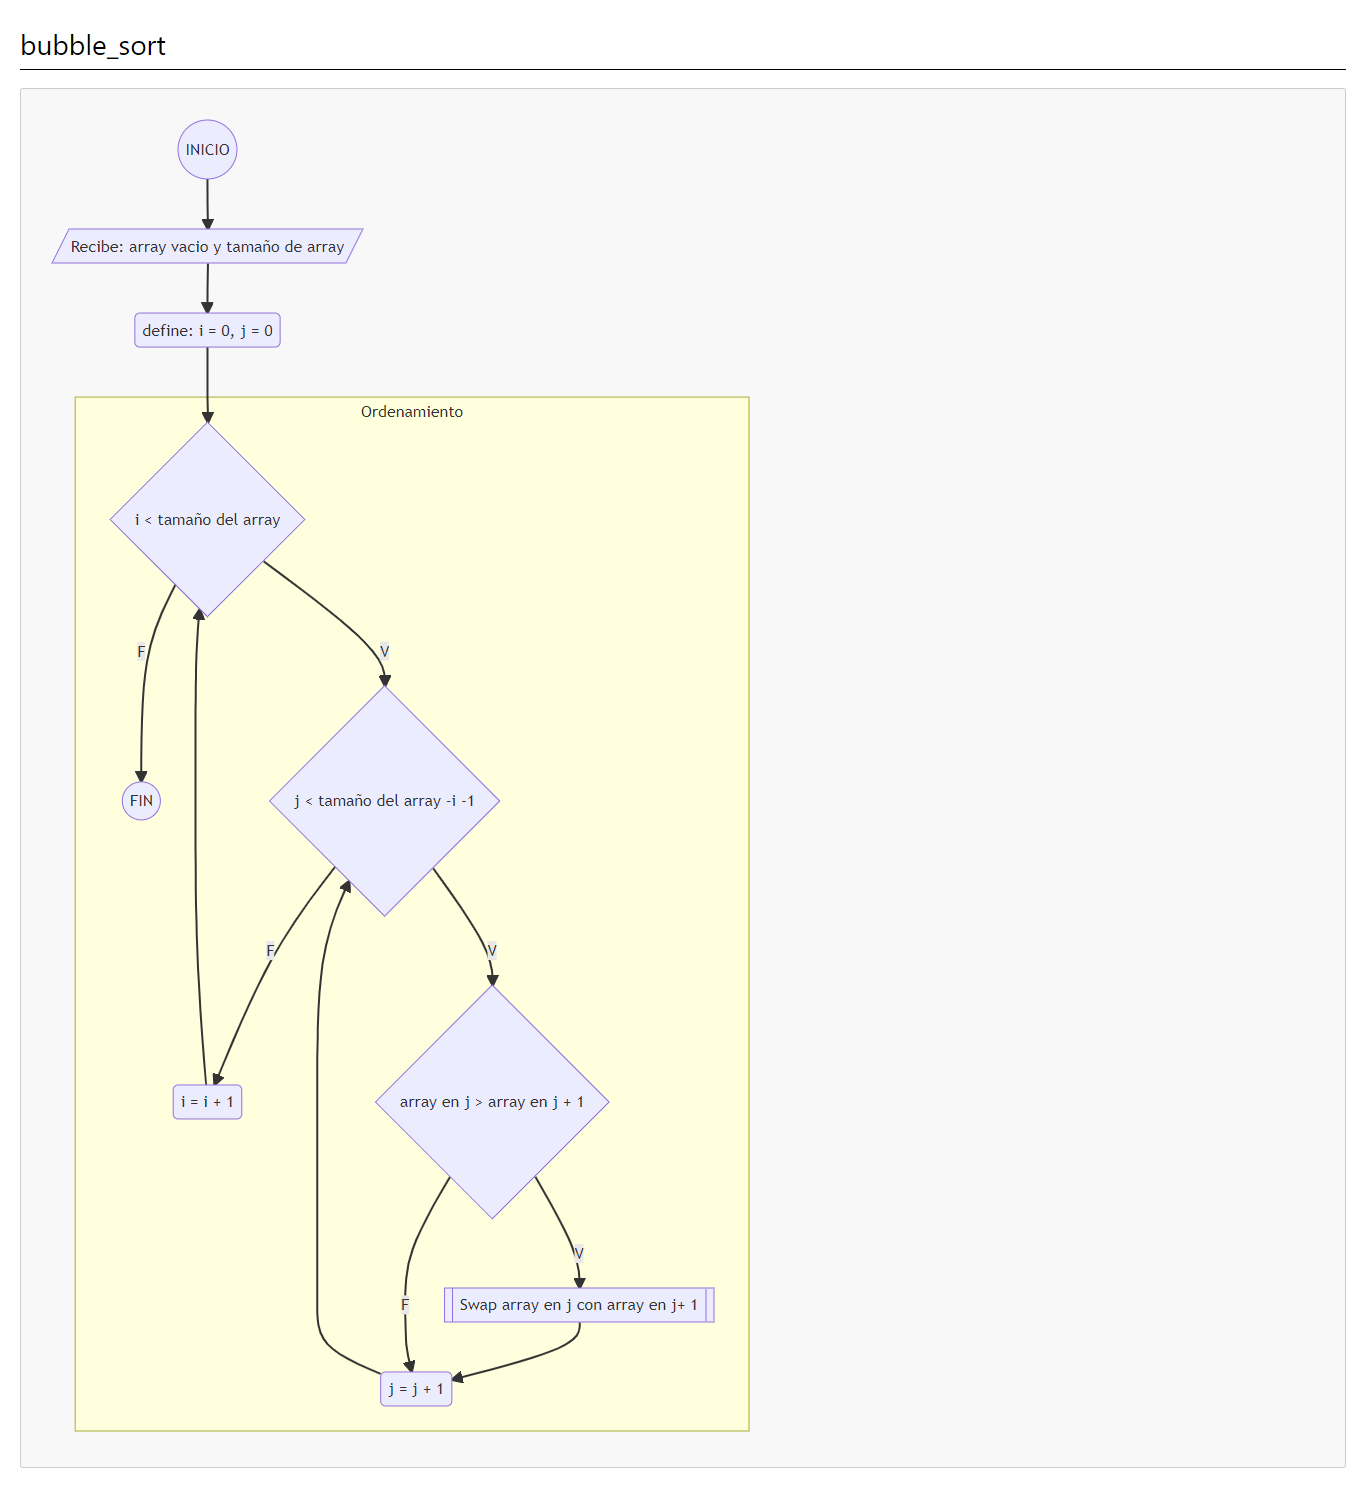 bubble_sort
INICIO
Recibe: array vacio y tamaño de array
define: i = 0, j = 0
Ordenamiento
i < tamaño del array
F
V
FIN
j < tamaño del array -i -1
F
V
i = i + 1
array en j > array en j + 1
V
F
Swap array en j con array en j+ 1
j = j + 1